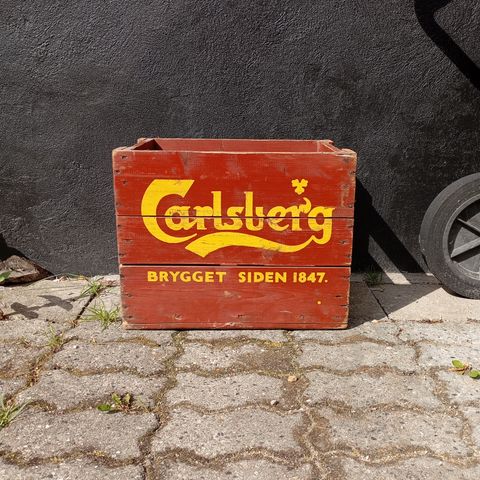 Carlsberg
BRYGGET SIDEN 1847.